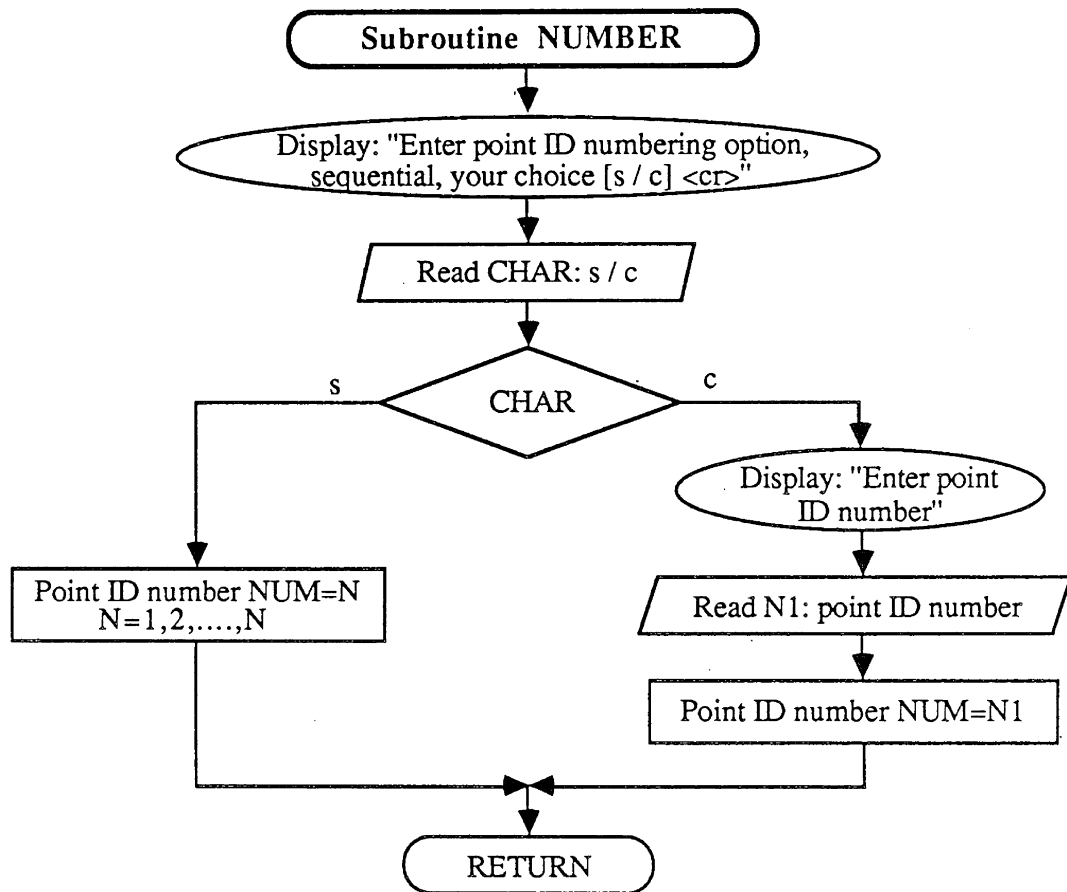 Subroutine NUMBER
Display: "Enter point ID numbering option,
sequential, your choice [s / c] <cr>"
Read CHAR: s / c
s
c
CHAR
Display: "Enter point
ID number"
Point ID number NUM=N
N=1,2,....,N
Read N1: point ID number
Point ID number NUM=N1
RETURN